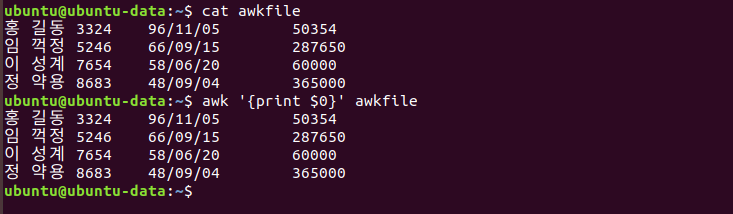 ubuntu@ubuntu-data:~$ cat awkfile
홍 길동 3324    96/11/05        50354
임 꺽정 5246    66/09/15        287650
이 성계 7654    58/06/20        60000
정 약용 8683    48/09/04        365000
ubuntu@ubuntu-data:~$ awk '{print $0}' awkfile
홍 길동 3324    96/11/05        50354
임 꺽정 5246    66/09/15        287650
이 성계 7654    58/06/20        60000
정 약용 8683    48/09/04        365000
ubuntu@ubuntu-data:~$